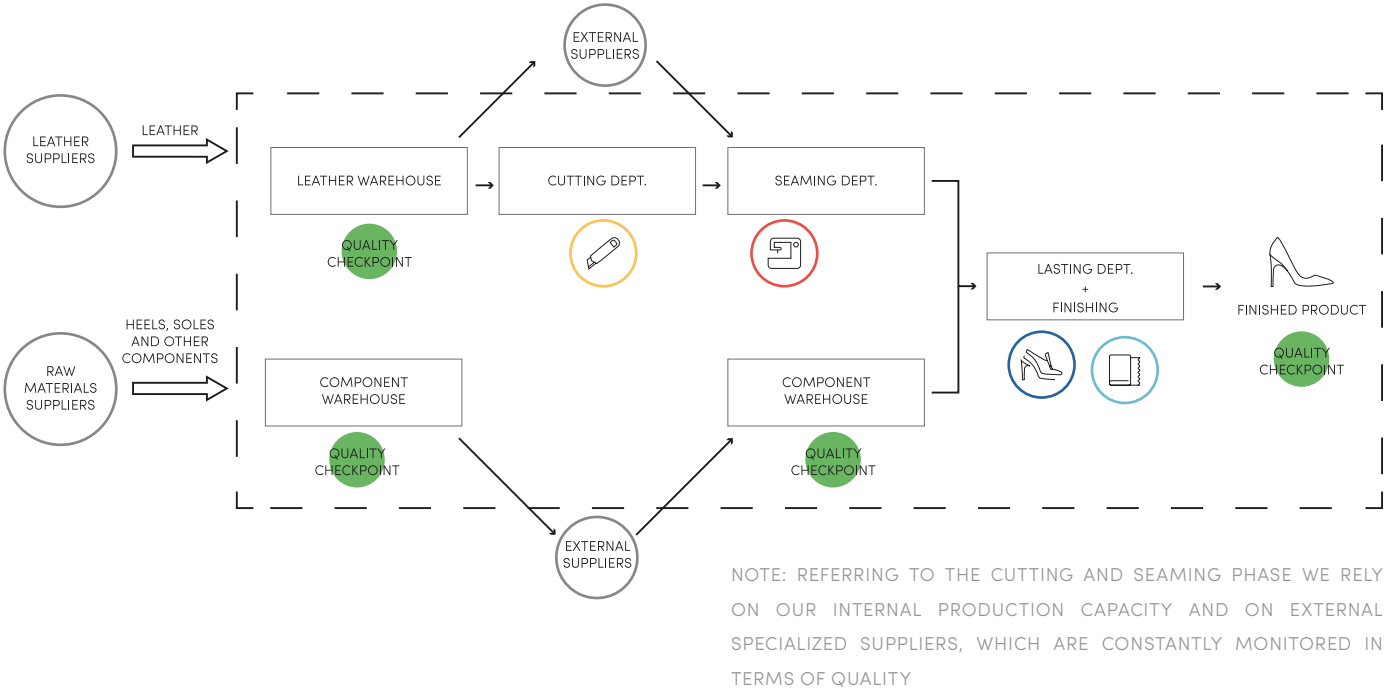 EXTERNAL
SUPPLIERS
LEATHER
SUPPLIERS
LEATHER
LEATHER WAREHOUSE
CUTTING DEPT.
SEAMING DEPT.
QUALITY
CHECKPOINT
LASTING DEPT.
+
FINISHING
FINISHED PRODUCT
QUALITY
CHECKPOINT
RAW
MATERIALS
SUPPLIERS
HEELS, SOLES
AND OTHER
COMPONENTS
COMPONENT
WAREHOUSE
COMPONENT
WAREHOUSE
QUALITY
CHECKPOINT
QUALITY
CHECKPOINT
EXTERNAL
SUPPLIERS
NOTE: REFERRING TO THE CUTTING AND SEAMING PHASE WE RELY
ON OUR INTERNAL PRODUCTION CAPACITY AND ON EXTERNAL
SPECIALIZED SUPPLIERS, WHICH ARE CONSTANTLY MONITORED IN
TERMS OF QUALITY